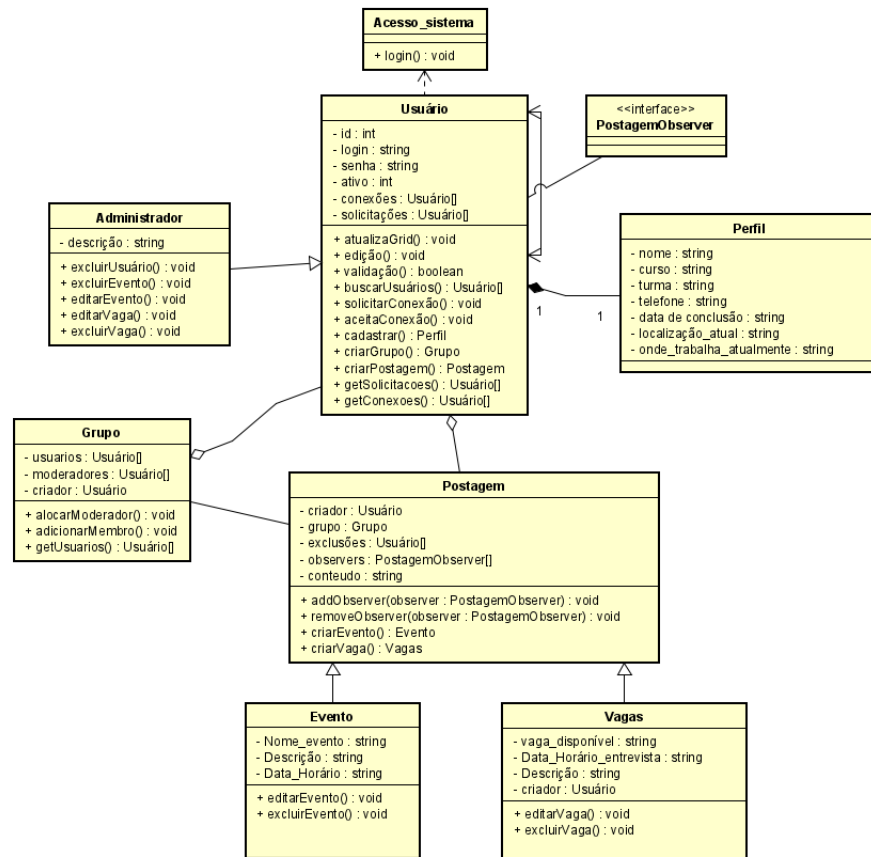 Acesso_sistema
+ login() : void
Usuário
- id : int
- login : string
- senha : string
- ativo : int
- conexões : Usuário[]
- solicitações : Usuário[]
+ atualizaGrid() : void
+ edição() : void
+ validação() : boolean
+ buscarUsuários() : Usuário[]
+ solicitarConexão() : void
+ aceitaConexão() : void
+ cadastrar() : Perfil
+ criarGrupo() : Grupo
+ criarPostagem() : Postagem
+ getSolicitacoes() : Usuário[]
+ getConexoes() : Usuário[]
<<interface>>
PostagemObserver
Administrador
- descrição : string
+ excluirUsuário() : void
+ excluirEvento() : void
+ editarEvento() : void
+ editarVaga() : void
+ excluirVaga() : void
Perfil
- nome : string
- curso : string
- turma : string
- telefone : string
- data de conclusão : string
- localização_atual : string
- onde_trabalha_atualmente : string
1
1
Grupo
- usuarios : Usuário[]
- moderadores : Usuário[]
- criador : Usuário
+ alocarModerador() : void
+ adicionarMembro() : void
+ getUsuarios() : Usuário[]
Postagem
- criador : Usuário
- grupo : Grupo
- exclusões : Usuário[]
- observers : PostagemObserver[]
- conteudo : string
+ addObserver(observer : PostagemObserver) : void
+ removeObserver(observer : PostagemObserver) : void
+ criarEvento() : Evento
+ criarVaga() : Vagas
Evento
- Nome_evento : string
- Descrição : string
- Data_Horário : string
+ editarEvento() : void
+ excluirEvento() : void
Vagas
- vaga_disponível : string
- Data_Horário_entrevista : string
- Descrição : string
- criador : Usuário
+ editarVaga() : void
+ excluirVaga() : void